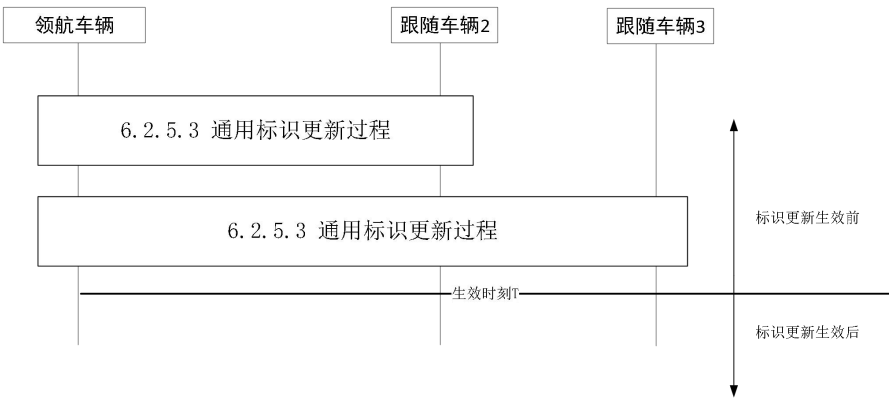 领航车辆
跟随车辆2
跟随车辆3
6.2.5.3 通用标识更新过程
6.2.5.3 通用标识更新过程
标识更新生效前
生效时刻T
标识更新生效后